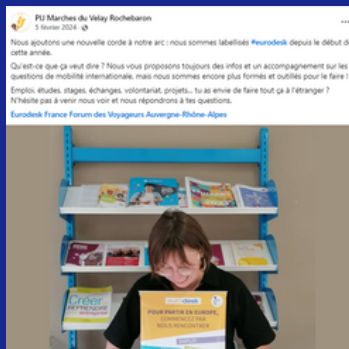 PIJ Marches du Velay Rochebaron
5 février 2024
Nous ajoutons une nouvelle corde à notre arc : nous sommes labellisés #eurodesk depuis le début d
cette année.
Qu'est-ce que ça veut dire ? Nous vous proposons toujours des infos et un accompagnement sur les
questions de mobilité internationale, mais nous sommes encore plus formés et outillés pour le faire !
Emploi, études, stages, échanges, volontariat, projets... tu as envie de faire tout ça à l'étranger ?
N'hésite pas à venir nous voir et nous répondrons à tes questions.
Eurodesk France Forum des Voyageurs Auvergne-Rhône-Alpes
Créer
REPRENDRE
entreprise
eurodesk
POUR PARTIR EN EUROPE,
COMMENCEZ PAR
NOUS RENCONTRER